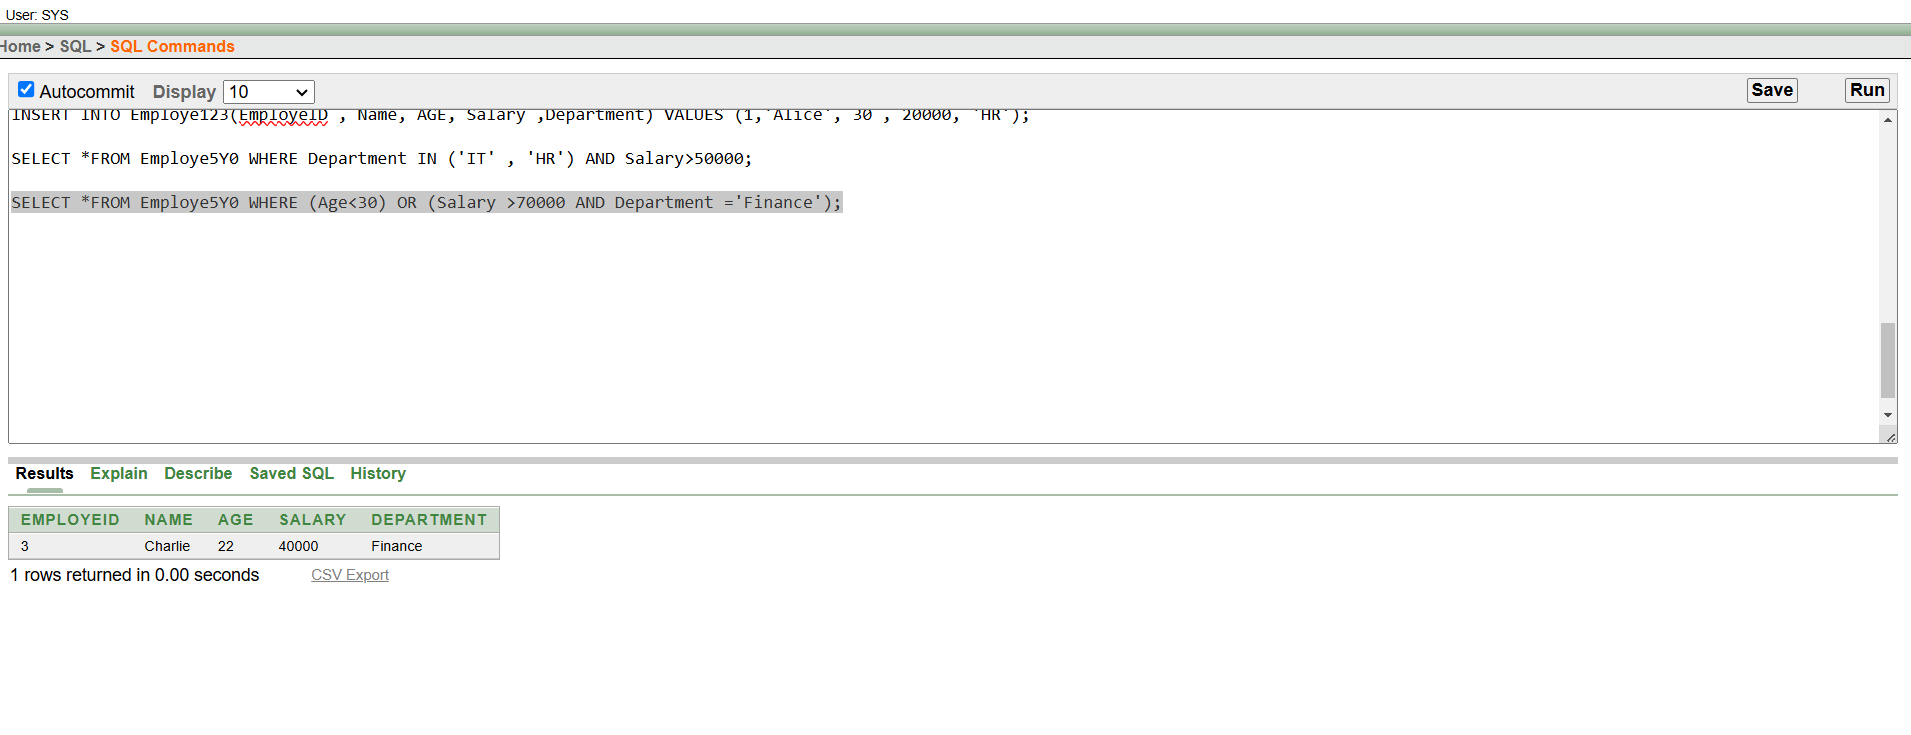 User: SYS
Home > SQL > SQL Commands
Autocommit Display 10 Save Run
INSERT INTO Employe123(EmployeID , Name, AGE, Salary ,Department) VALUES (1,'Alice', 30 , 20000, 'HR');
SELECT *FROM Employe5Y0 WHERE Department IN ('IT' , 'HR') AND Salary>50000;
SELECT *FROM Employe5Y0 WHERE (Age<30) OR (Salary >70000 AND Department ='Finance');
Results Explain Describe Saved SQL History
EMPLOYEID NAME AGE SALARY DEPARTMENT
3 Charlie 22 40000 Finance
1 rows returned in 0.00 seconds CSV Export